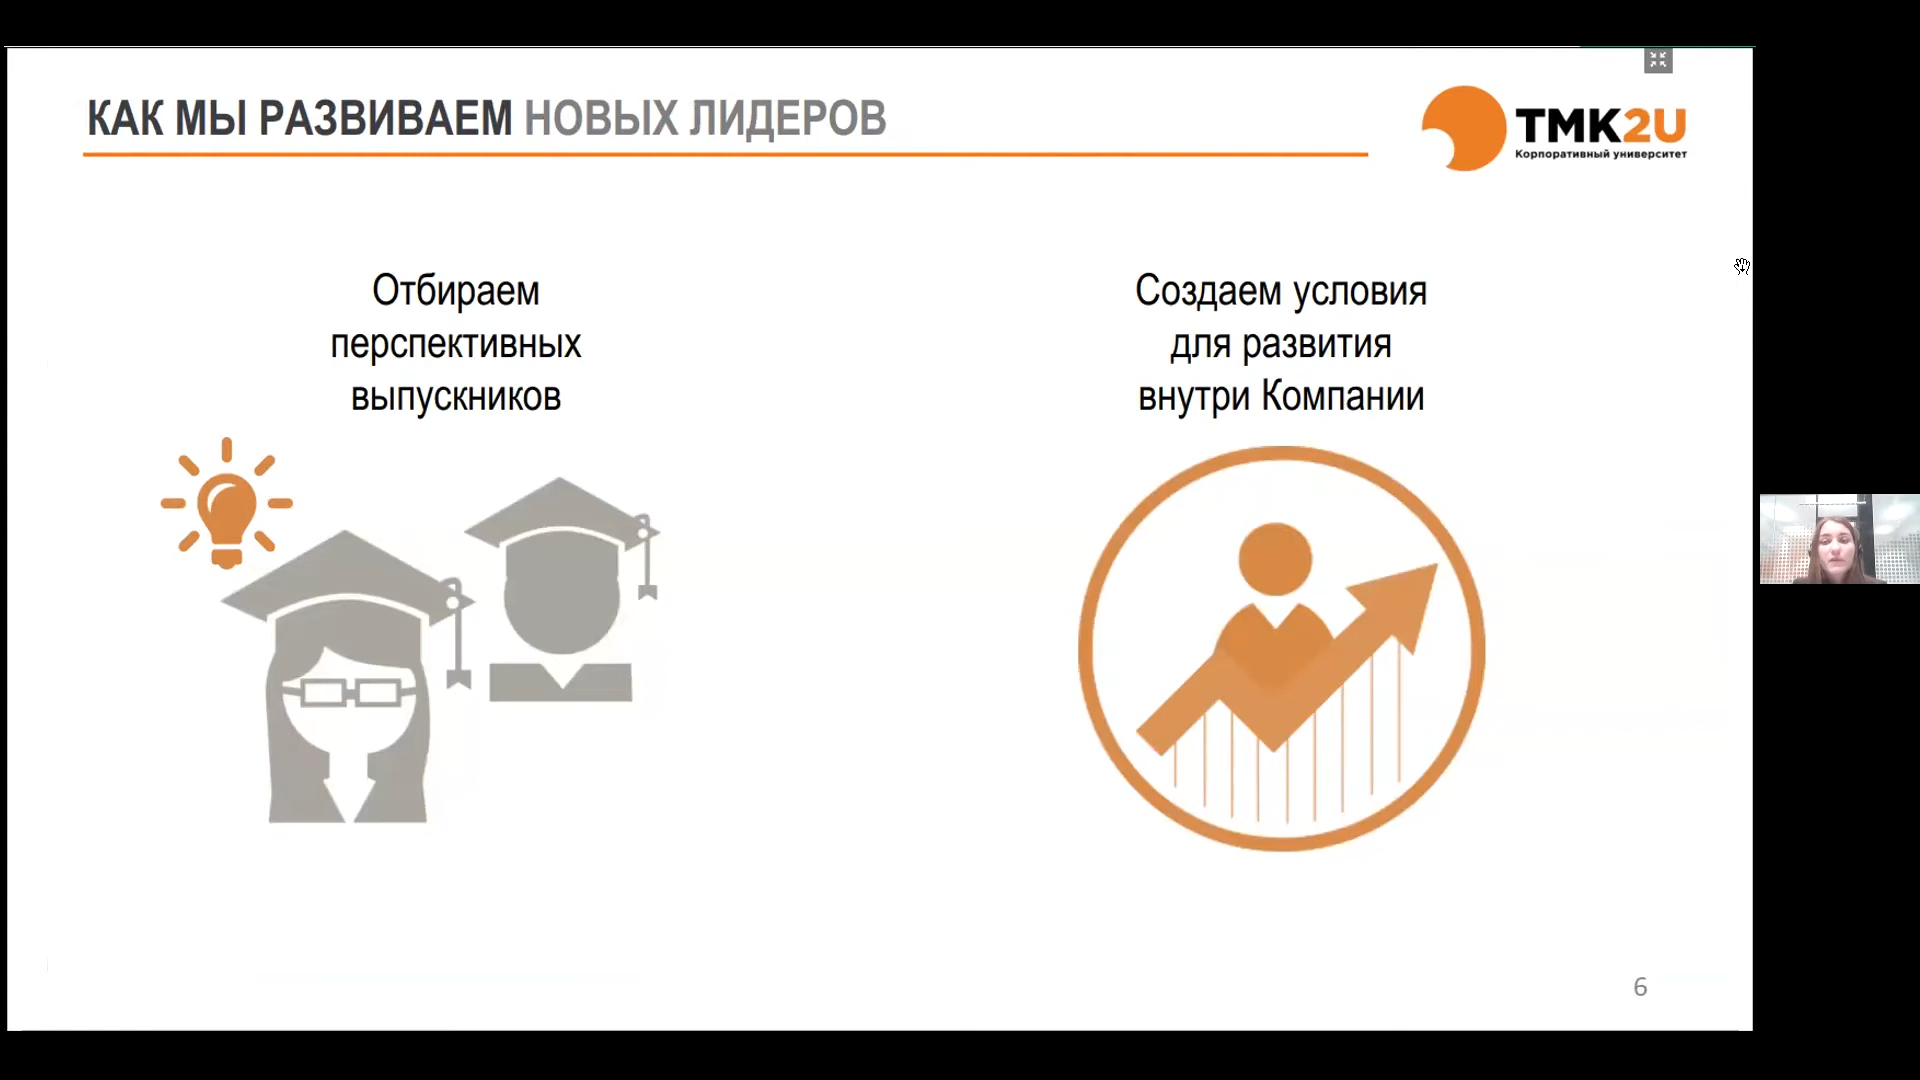 КАК МЫ РАЗВИВАЕМ НОВЫХ ЛИДЕРОВ
ТМК2U
Корпоративный университет
Отбираем
перспективных
выпускников
Создаем условия
для развития
внутри Компании
6